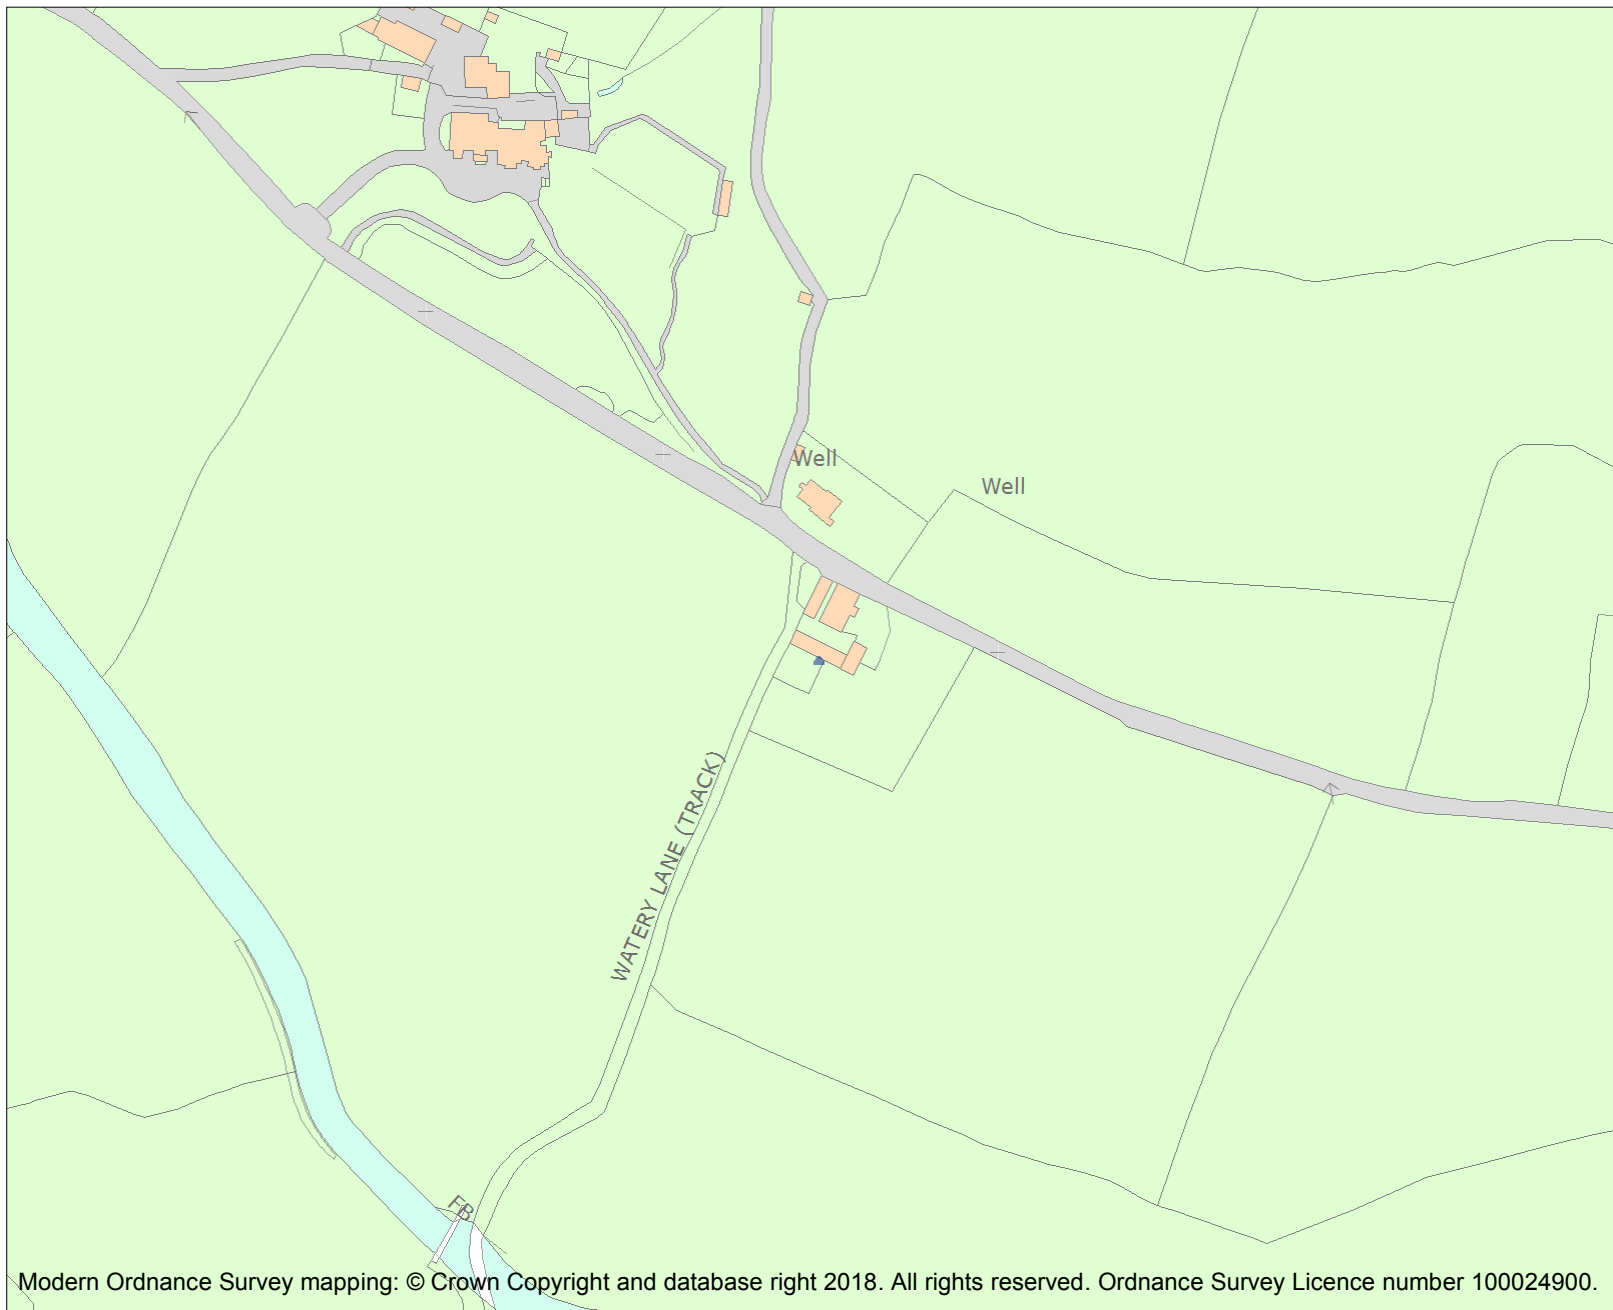 Well
Well
WATERY LANE (TRACK)
FB
Modern Ordnance Survey mapping: © Crown Copyright and database right 2018. All rights reserved. Ordnance Survey Licence number 100024900.